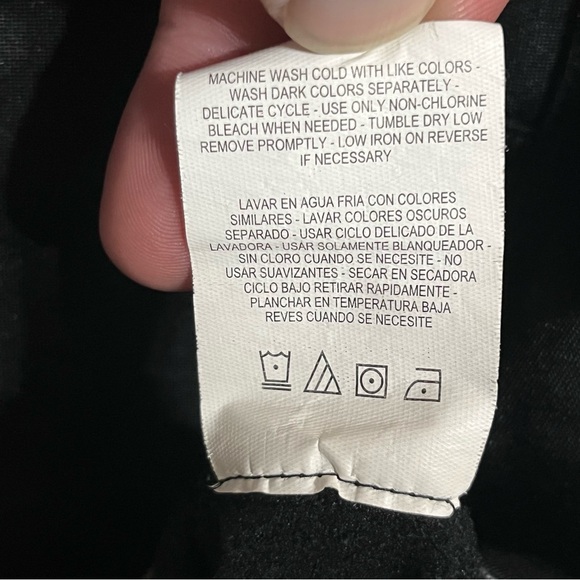 MACHINE WASH COLD WITH LIKE COLORS -
WASH DARK COLORS SEPARATELY -
DELICATE CYCLE - USE ONLY NON-CHLORINE
BLEACH WHEN NEEDED - TUMBLE DRY LOW
REMOVE PROMPTLY - LOW IRON ON REVERSE
IF NECESSARY
LAVAR EN AGUA FRIA CON COLORES
SIMILARES - LAVAR COLORES OSCUROS
SEPARADO - USAR CICLO DELICADO DE LA
LAVADORA - USAR SOLAMENTE BLANQUEADOR -
SIN CLORO CUANDO SE NECESITE - NO
USAR SUAVIZANTES - SECAR EN SECADORA
CICLO BAJO RETIRAR RAPIDAMENTE -
PLANCHAR EN TEMPERATURA BAJA
REVES CUANDO SE NECESITE